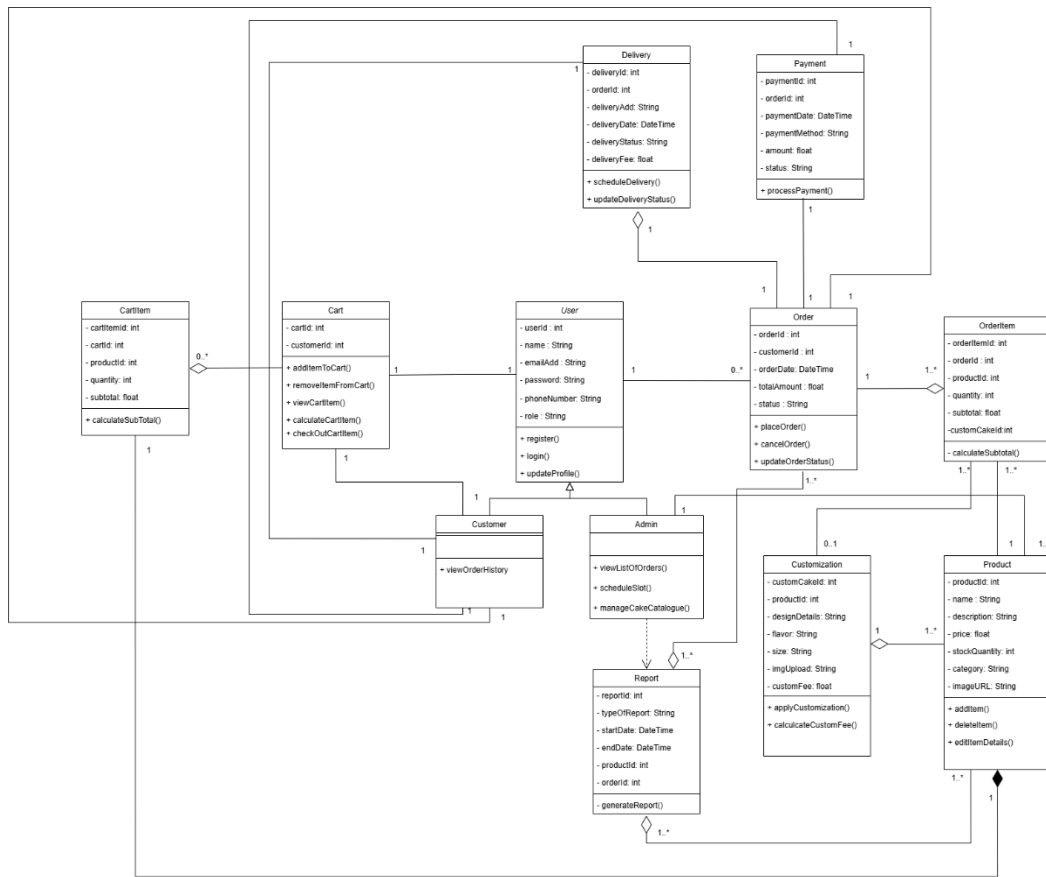 1
Delivery
- deliveryId: int
- orderId: int
- deliveryAdd: String
- deliveryDate: DateTime
- deliveryStatus: String
- deliveryFee: float
+ scheduleDelivery()
+ updateDeliveryStatus()
1
1
Payment
- paymentId: int
- orderId: int
- paymentDate: DateTime
- paymentMethod: String
- amount: float
- status: String
+ processPayment()
1
1
1
1
1
CartItem
- cartItemId: int
- cartId: int
- productId: int
- quantity: int
- subtotal: float
+ calculateSubTotal()
0..*
1
Cart
- cartId: int
- customerId: int
+ addItemToCart()
+ removeItemFromCart()
+ viewCartItem()
+ calculateCartItem()
+ checkOutCartItem()
1
1
User
- userId : int
- name : String
- emailAdd : String
- password: String
- phoneNumber: String
- role : String
+ register()
+ login()
+ updateProfile()
1
0..*
Order
- orderId : int
- customerId : int
- orderDate: DateTime
- totalAmount : float
- status : String
+ placeOrder()
+ cancelOrder()
+ updateOrderStatus()
1
1..*
1..*
OrderItem
- orderItemId: int
- orderId : int
- productId : int
- quantity: int
- subtotal: float
-customCakeId:int
- calculateSubtotal()
1..*
1..*
1
Customer
+ viewOrderHistory
1
1
1
Admin
+ viewListOfOrders()
+ scheduleSlot()
+ manageCakeCatalogue()
1
0..1
1
Customization
- customCakeId: int
- productId: int
- designDetails: String
- flavor: String
- size: String
- imgUpload: String
- customFee: float
+ applyCustomization()
+ calculcateCustomFee()
1
1..*
Product
- productId: int
- name : String
- description: String
- price: float
- stockQuantity: int
- category: String
- imageURL: String
+ addItem()
+ deleteItem()
+ editItemDetails()
1..*
1
1..*
Report
- reportId: int
- typeOfReport: String
- startDate: DateTime
- endDate: DateTime
- productId: int
- orderId: int
- generateReport()
1..*